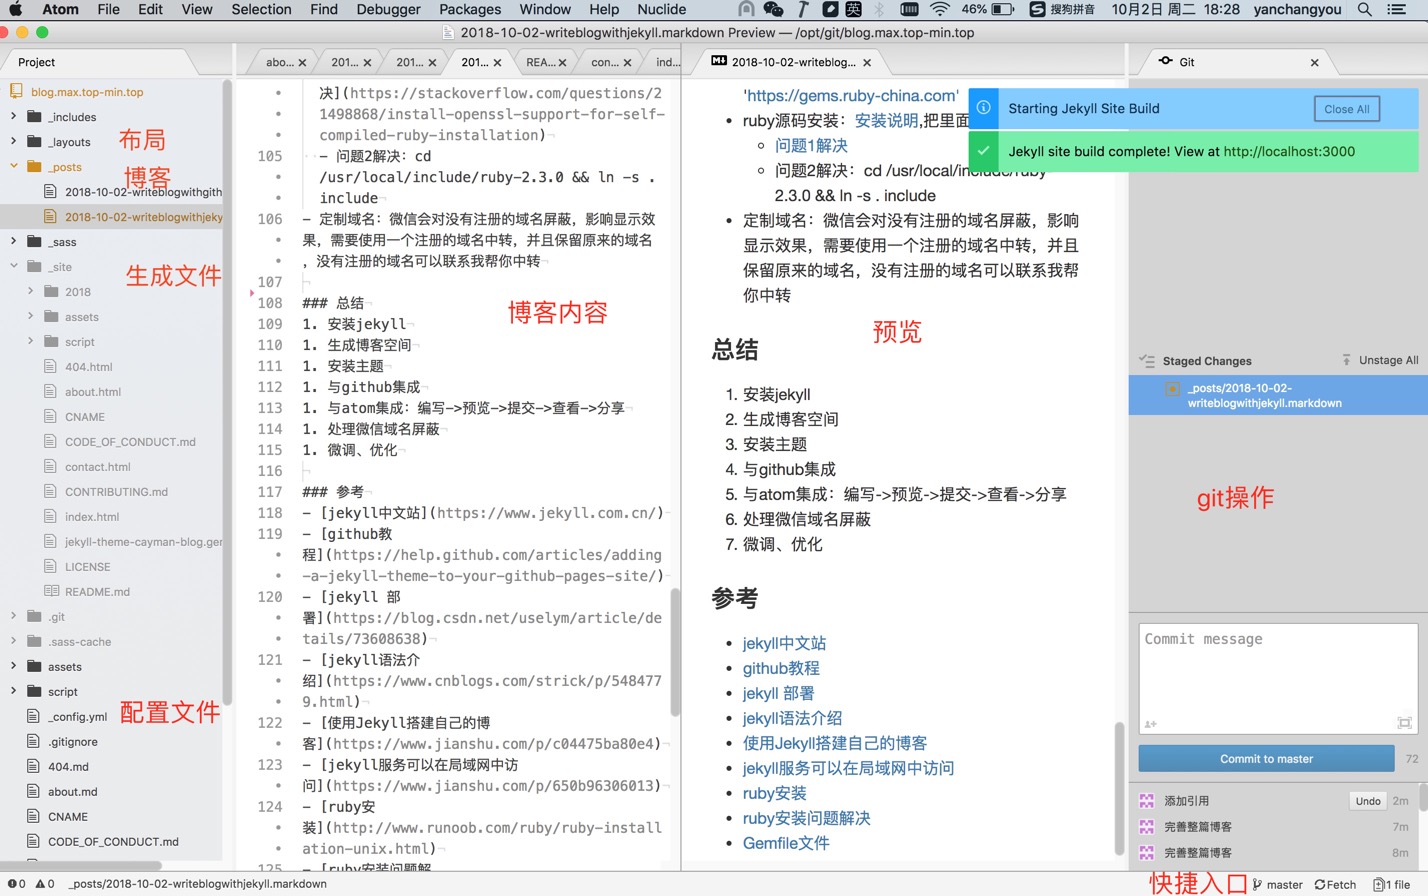 Atom File Edit View Selection Find Debugger Packages Window Help Nuclide 英 46% 搜狗拼音 10月2日 周二 18:28 yanchangyou
2018-10-02-writeblogwithjekyll.markdown Preview — /opt/git/blog.max.top-min.top
Project
blog.max.top-min.top
_includes
_layouts
布局
_posts
博客
2018-10-02-writeblogwithgith
2018-10-02-writeblogwithjeky
_sass
_site
生成文件
2018
assets
script
404.html
about.html
CNAME
CODE_OF_CONDUCT.md
contact.html
CONTRIBUTING.md
index.html
jekyll-theme-cayman-blog.ger
LICENSE
README.md
.git
.sass-cache
assets
script
_config.yml
配置文件
.gitignore
404.md
about.md
CNAME
CODE_OF_CONDUCT.md
abo... 201... 201... 201... REA... con... ind...
决](https://stackoverflow.com/questions/2
1498868/install-openssl-support-for-self-
compiled-ruby-installation)
105 - 问题2解决: cd
/usr/local/include/ruby-2.3.0 && ln -s .
include
106 - 定制域名: 微信会对没有注册的域名屏蔽, 影响显示效
果, 需要使用一个注册的域名中转, 并且保留原来的域名
, 没有注册的域名可以联系我帮你中转
107
108 ### 总结
109 1. 安装jekyll
110 1. 生成博客空间
111 1. 安装主题
112 1. 与github集成
113 1. 与atom集成: 编写->预览->提交->查看->分享
114 1. 处理微信域名屏蔽
115 1. 微调、优化
116
117 ### 参考
118 - [jekyll中文站](https://www.jekyll.com.cn/)
119 - [github教
程](https://help.github.com/articles/adding
-a-jekyll-theme-to-your-github-pages-site/)
120 - [jekyll 部
署](https://blog.csdn.net/uselym/article/de
tails/73608638)
121 - [jekyll语法介
绍](https://www.cnblogs.com/strick/p/548477
9.html)
122 - [使用Jekyll搭建自己的博
客](https://www.jianshu.com/p/c04475ba80e4)
123 - [jekyll服务可以在局域网中访
问](https://www.jianshu.com/p/650b96306013)
124 - [ruby安
装](http://www.runoob.com/ruby/ruby-install
ation-unix.html)
125 - [ruby安装问题解
博客内容
2018-10-02-writeblog...
'https://gems.ruby-china.com'
ruby源码安装: 安装说明,把里面
问题1解决
问题2解决: cd /usr/local/include/ruby-
2.3.0 && ln -s . include
定制域名: 微信会对没有注册的域名屏蔽, 影响
显示效果, 需要使用一个注册的域名中转, 并且
保留原来的域名, 没有注册的域名可以联系我帮
你中转
预览
总结
1. 安装jekyll
2. 生成博客空间
3. 安装主题
4. 与github集成
5. 与atom集成: 编写->预览->提交->查看->分享
6. 处理微信域名屏蔽
7. 微调、优化
参考
jekyll中文站
github教程
jekyll 部署
jekyll语法介绍
使用Jekyll搭建自己的博客
jekyll服务可以在局域网中访问
ruby安装
ruby安装问题解决
Gemfile文件
Git
Starting Jekyll Site Build Close All
Jekyll site build complete! View at http://localhost:3000
Staged Changes Unstage All
_posts/2018-10-02-
writeblogwithjekyll.markdown
git操作
Commit message
Commit to master 72
添加引用 Undo 2m
完善整篇博客 7m
完善整篇博客 8m
0 0 _posts/2018-10-02-writeblogwithjekyll.markdown
快捷入口 master Fetch 1 file